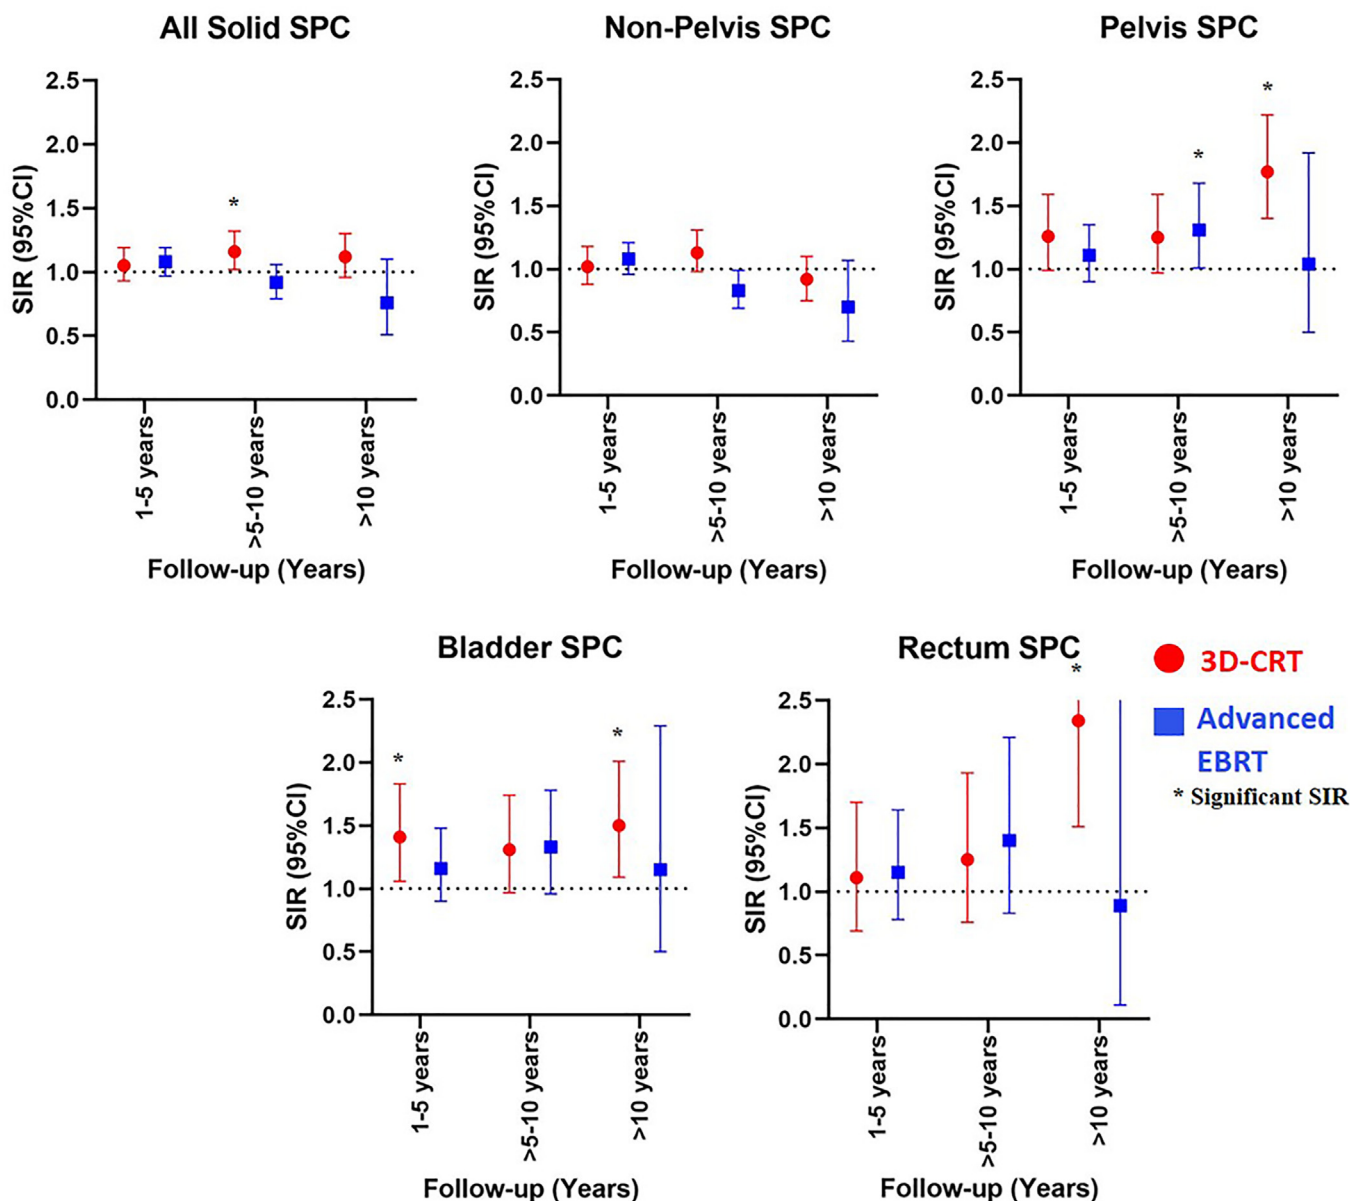 All Solid SPC
2.5
2.0
1.5
1.0
0.5
0.0
SIR (95%CI)
*
1-5 years
>5-10 years
>10 years
Follow-up (Years)
Non-Pelvis SPC
2.5
2.0
1.5
1.0
0.5
0.0
SIR (95%CI)
1-5 years
>5-10 years
>10 years
Follow-up (Years)
Pelvis SPC
2.5
2.0
1.5
1.0
0.5
0.0
SIR (95%CI)
*
*
1-5 years
>5-10 years
>10 years
Follow-up (Years)
Bladder SPC
2.5
2.0
1.5
1.0
0.5
0.0
SIR (95%CI)
*
*
1-5 years
>5-10 years
>10 years
Follow-up (Years)
Rectum SPC
2.5
2.0
1.5
1.0
0.5
0.0
SIR (95%CI)
*
1-5 years
>5-10 years
>10 years
Follow-up (Years)
3D-CRT
Advanced
EBRT
* Significant SIR